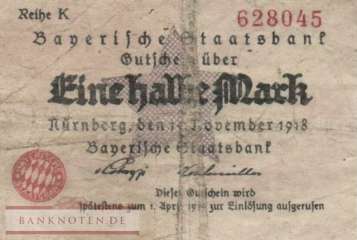 Reihe K 628045
Bayerische Staatsbank
Gutschein über
Eine halbe Mark
Nürnberg, den November 1918
Bayerische Staatsbank
Dieser Gutschein wird
spätestens zum 1. April zur Einlösung aufgerufen
BANKNOTEN.DE